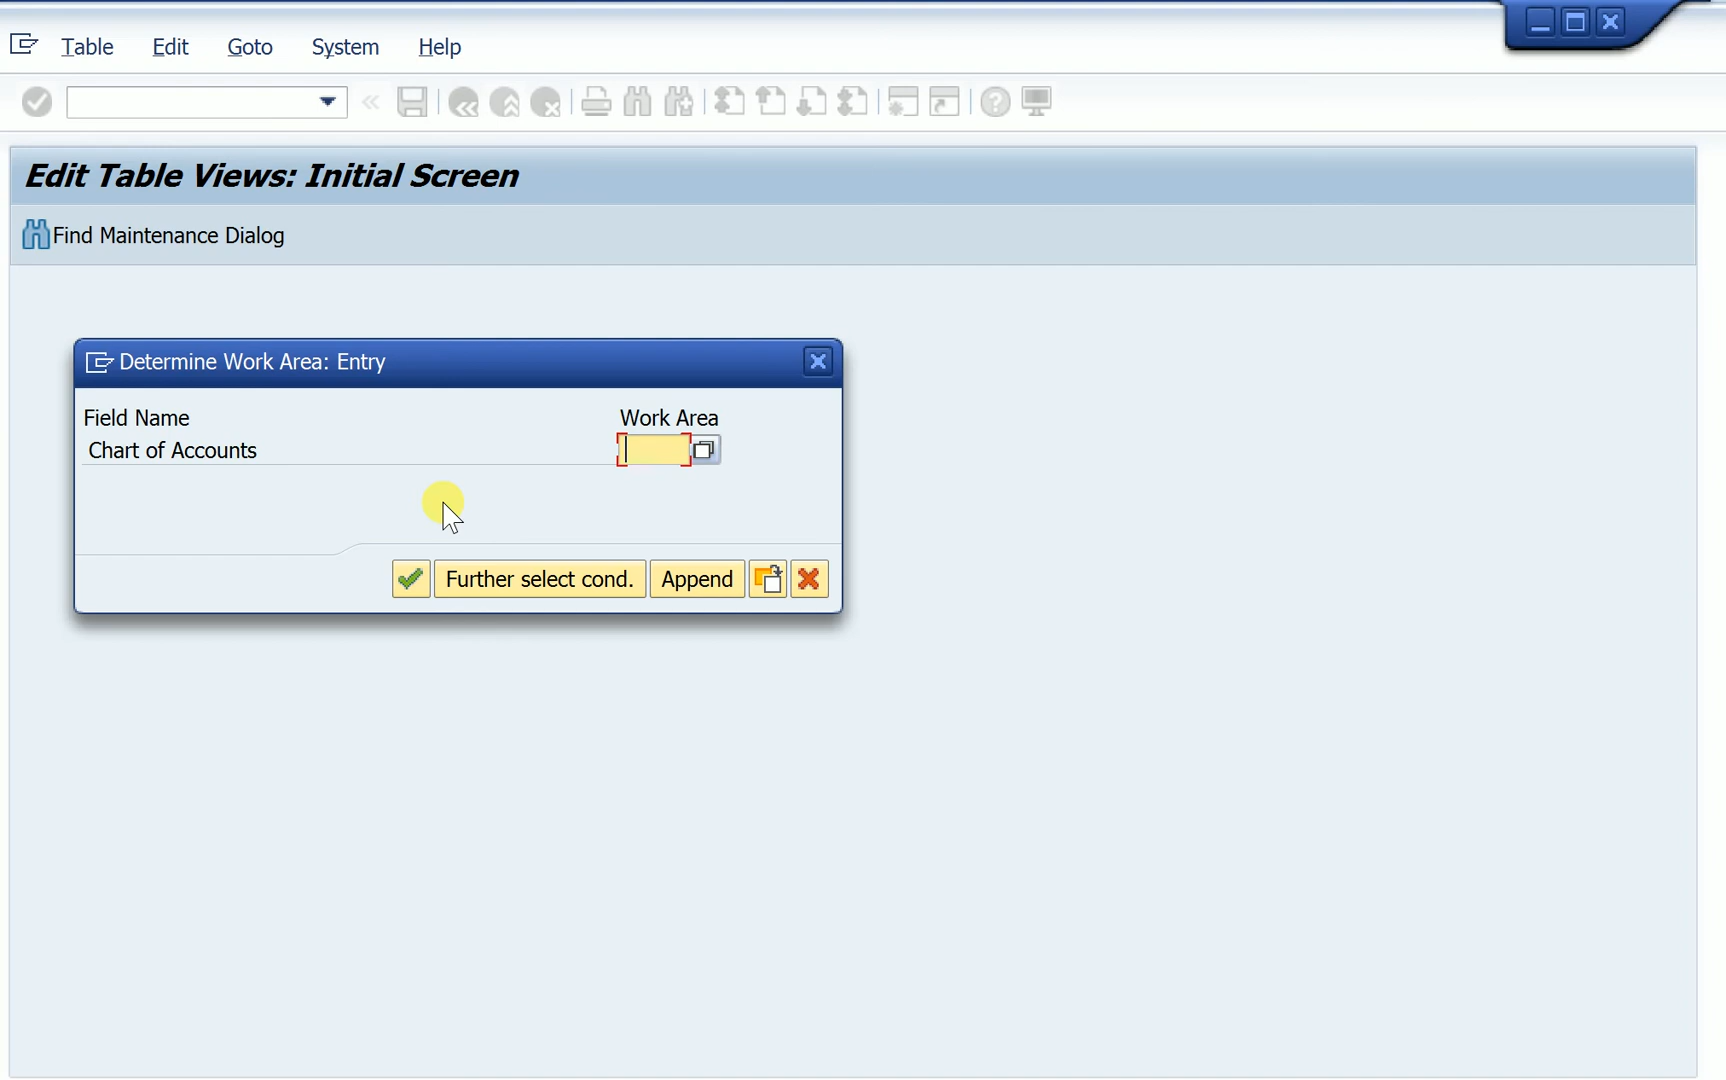 Table Edit Goto System Help
Edit Table Views: Initial Screen
Find Maintenance Dialog
Determine Work Area: Entry
Field Name Work Area
Chart of Accounts
Further select cond. Append